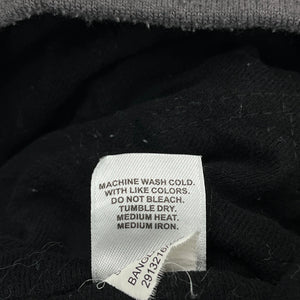 MACHINE WASH COLD.
WITH LIKE COLORS.
DO NOT BLEACH.
TUMBLE DRY.
MEDIUM HEAT.
MEDIUM IRON.